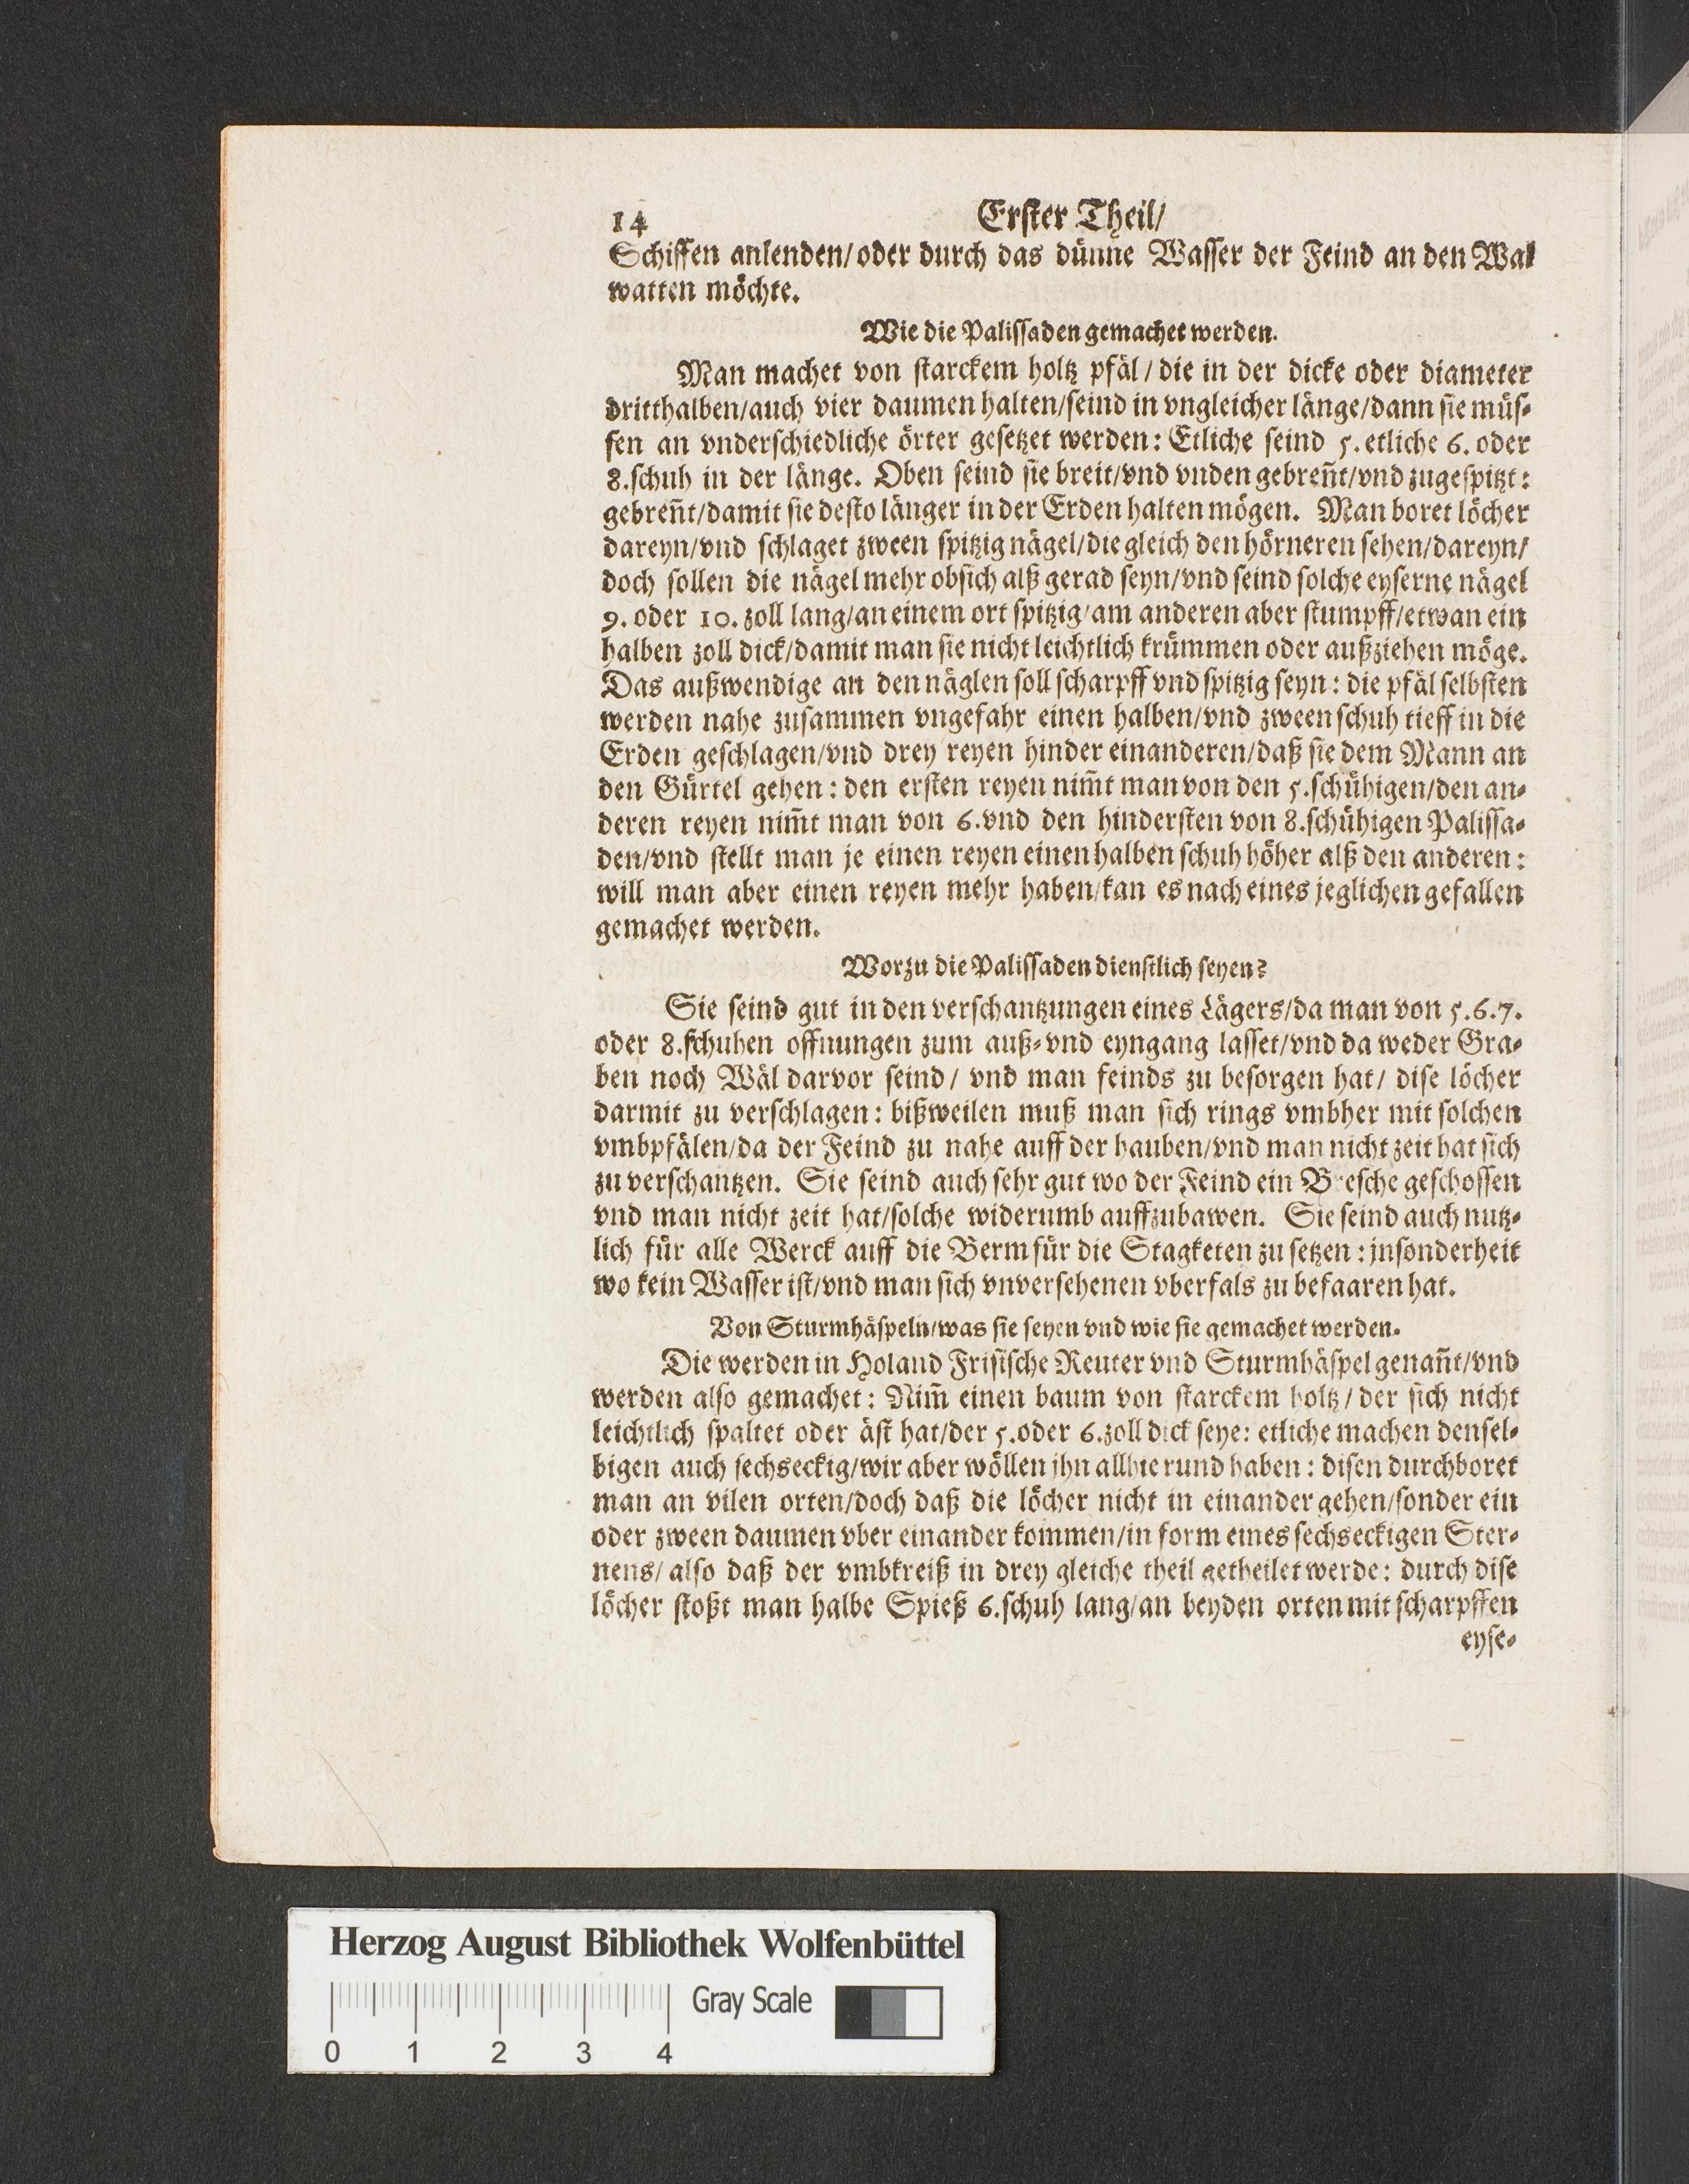 14 Erster Theil/
Schiffen anlenden/oder durch das dünne Wasser der Feind an den Wal
watten möchte.
Wie die Palissaden gemachet werden.
Man machet von starckem holtz pfäl/die in der dicke oder diameter
dritthalben/auch vier daumen halten/seind in vngleicher länge/dann sie müs-
sen an vnderschiedliche örter gesetzet werden: Etliche seind 5. etliche 6. oder
8.schuh in der länge. Oben seind sie breit/vnd vnden gebren̄t/vnd zugespitzt:
gebren̄t/damit sie desto länger in der Erden halten mögen. Man boret löcher
dareyn/vnd schlaget zween spitzig nägel/die gleich den hörneren sehen/dareyn/
doch sollen die nägel mehr obsich alß gerad seyn/vnd seind solche eyserne nägel
9. oder 10. zoll lang/an einem ort spitzig/am anderen aber stumpff/etwan ein
halben zoll dick/damit man sie nicht leichtlich krümmen oder außziehen möge.
Das außwendige an den näglen soll scharpff vnd spitzig seyn: die pfäl selbsten
werden nahe zusammen vngefahr einen halben/vnd zween schuh tieff in die
Erden geschlagen/vnd drey reyen hinder einanderen/daß sie dem Mann an
den Gürtel gehen: den ersten reyen nim̄t man von den 5.schühigen/den an-
deren reyen nim̄t man von 6.vnd den hindersten von 8.schühigen Palissa-
den/vnd stellt man je einen reyen einen halben schuh höher alß den anderen:
will man aber einen reyen mehr haben/kan es nach eines jeglichen gefallen
gemachet werden.
Worzu die Palissaden dienstlich seyen?
Sie seind gut in den verschantzungen eines Lägers/da man von 5.6.7.
oder 8.schuhen offnungen zum auß-vnd eyngang lasset/vnd da weder Gra-
ben noch Wäl darvor seind/ vnd man feinds zu besorgen hat/ dise löcher
darmit zu verschlagen: bißweilen muß man sich rings vmbher mit solchen
vmbpfälen/da der Feind zu nahe auff der hauben/vnd man nicht zeit hat sich
zu verschantzen. Sie seind auch sehr gut wo der Feind ein Bresche geschossen
vnd man nicht zeit hat/solche widerumb auffzubawen. Sie seind auch nutz-
lich für alle Werck auff die Berm für die Stagketen zu setzen: jnsonderheit
wo kein Wasser ist/vnd man sich vnversehenen vberfals zu befaaren hat.
Von Sturmhäspeln/was sie seyen vnd wie sie gemachet werden.
Die werden in Holand Frisische Reuter vnd Sturmhäspel genan̄t/vnd
werden also gemachet: Nim̄ einen baum von starckem holtz/ der sich nicht
leichtlich spaltet oder äst hat/der 5.oder 6.zoll dick seye: etliche machen densel-
bigen auch sechseckig/wir aber wöllen ihn allhie rund haben: disen durchboret
man an vilen orten/doch daß die löcher nicht in einander gehen/sonder ein
oder zween daumen vber einander kommen/in form eines sechseckigen Ster-
nens/ also daß der vmbkreiß in drey gleiche theil getheilet werde: durch dise
löcher stoßt man halbe Spieß 6.schuh lang/an beyden orten mit scharpffen
eyse-
Herzog August Bibliothek Wolfenbüttel
Gray Scale
0 1 2 3 4